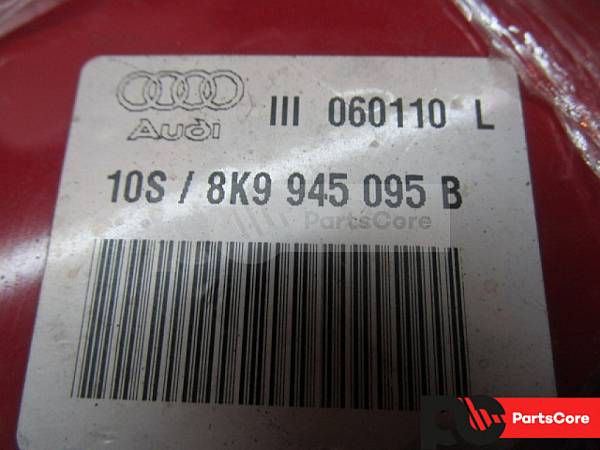 III 060110 L
Audi
10S / 8K9 945 095 B
PartsCore
PartsCore